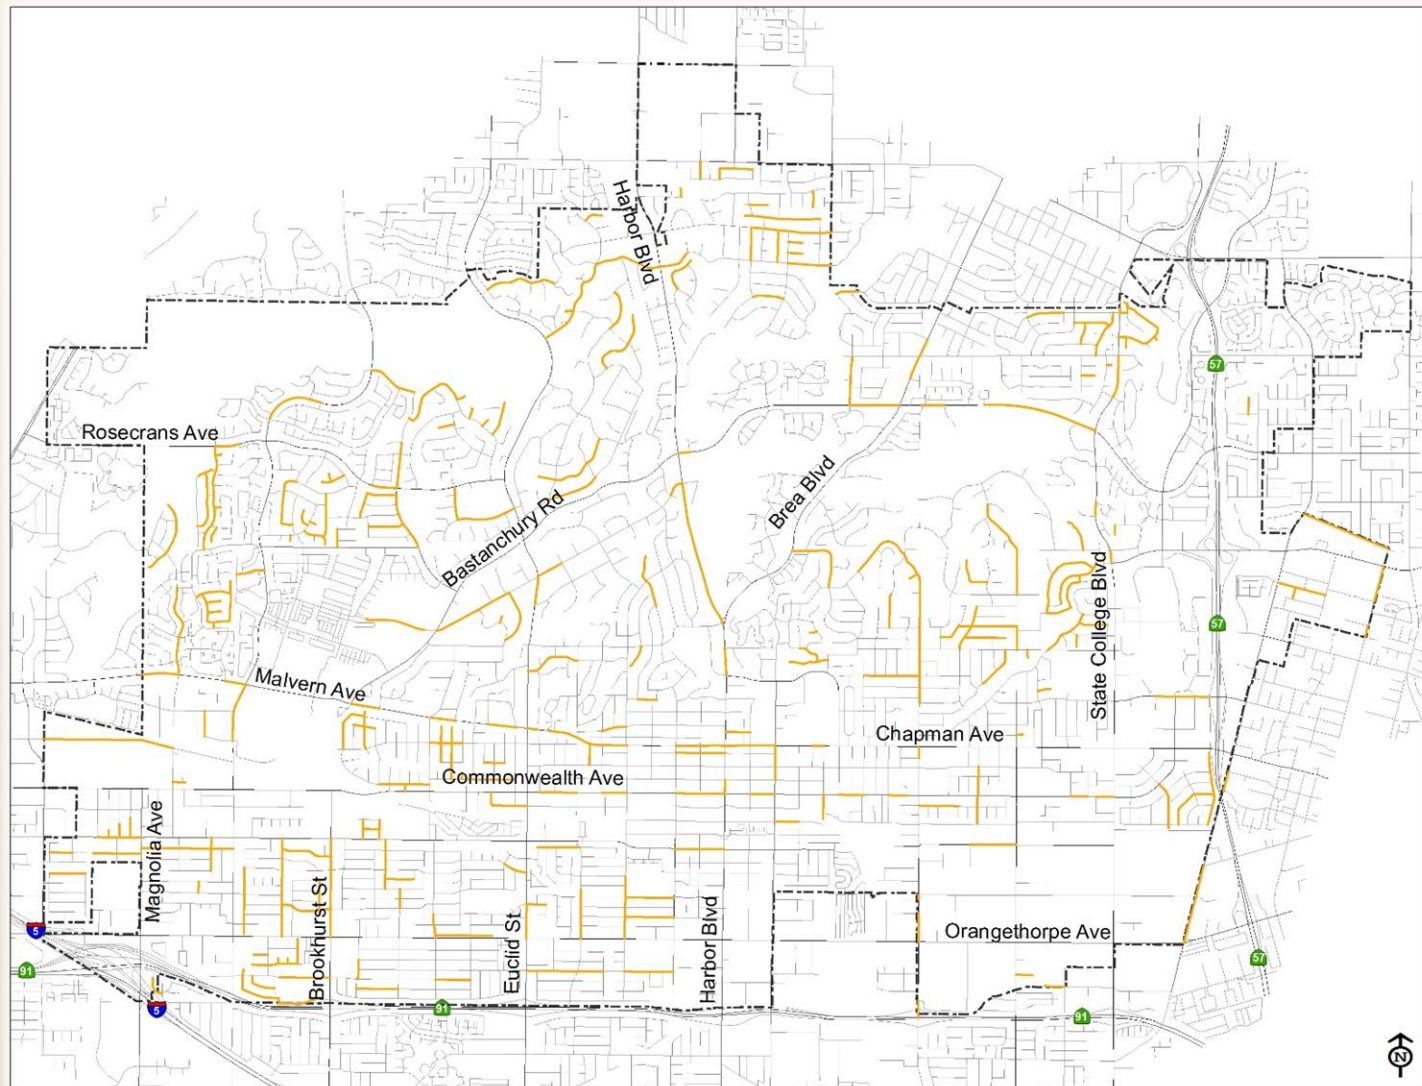 Harbor Blvd
57
Rosecrans Ave
Brea Blvd
Bastanchury Rd
State College Blvd
57
Malvern Ave
Chapman Ave
Commonwealth Ave
Magnolia Ave
Brookhurst St
Euclid St
Harbor Blvd
5
Orangethorpe Ave
57
91
5
91
91
N